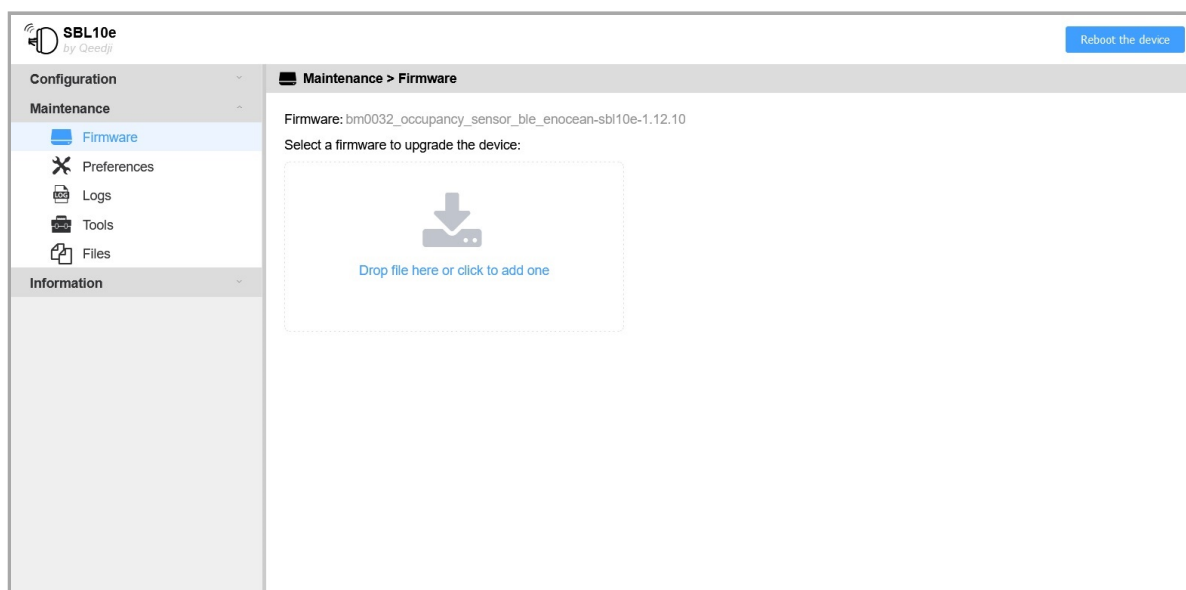 SBL10e
by Qeedji
Reboot the device
Configuration
Maintenance
Firmware
Preferences
LOG
Logs
Tools
Files
Information
Maintenance > Firmware
Firmware: bm0032_occupancy_sensor_ble_enocean-sbl10e-1.12.10
Select a firmware to upgrade the device:
Drop file here or click to add one